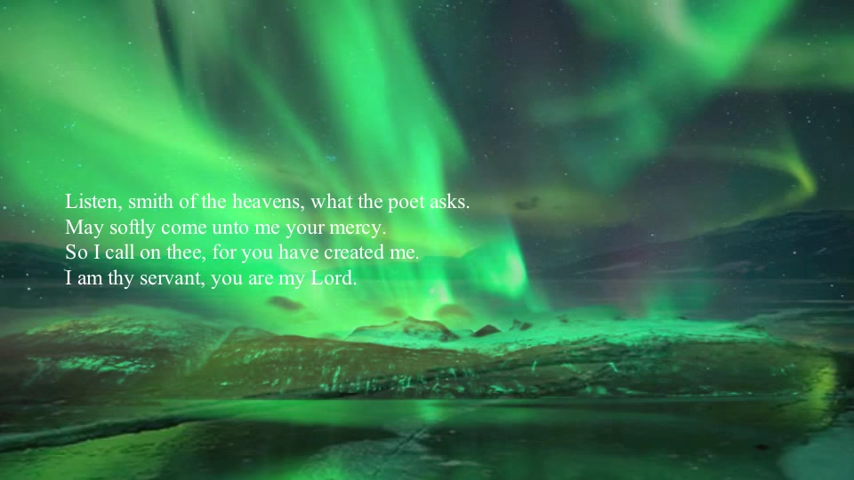 Listen, smith of the heavens, what the poet asks.
May softly come unto me your mercy.
So I call on thee, for you have created me.
I am thy servant, you are my Lord.